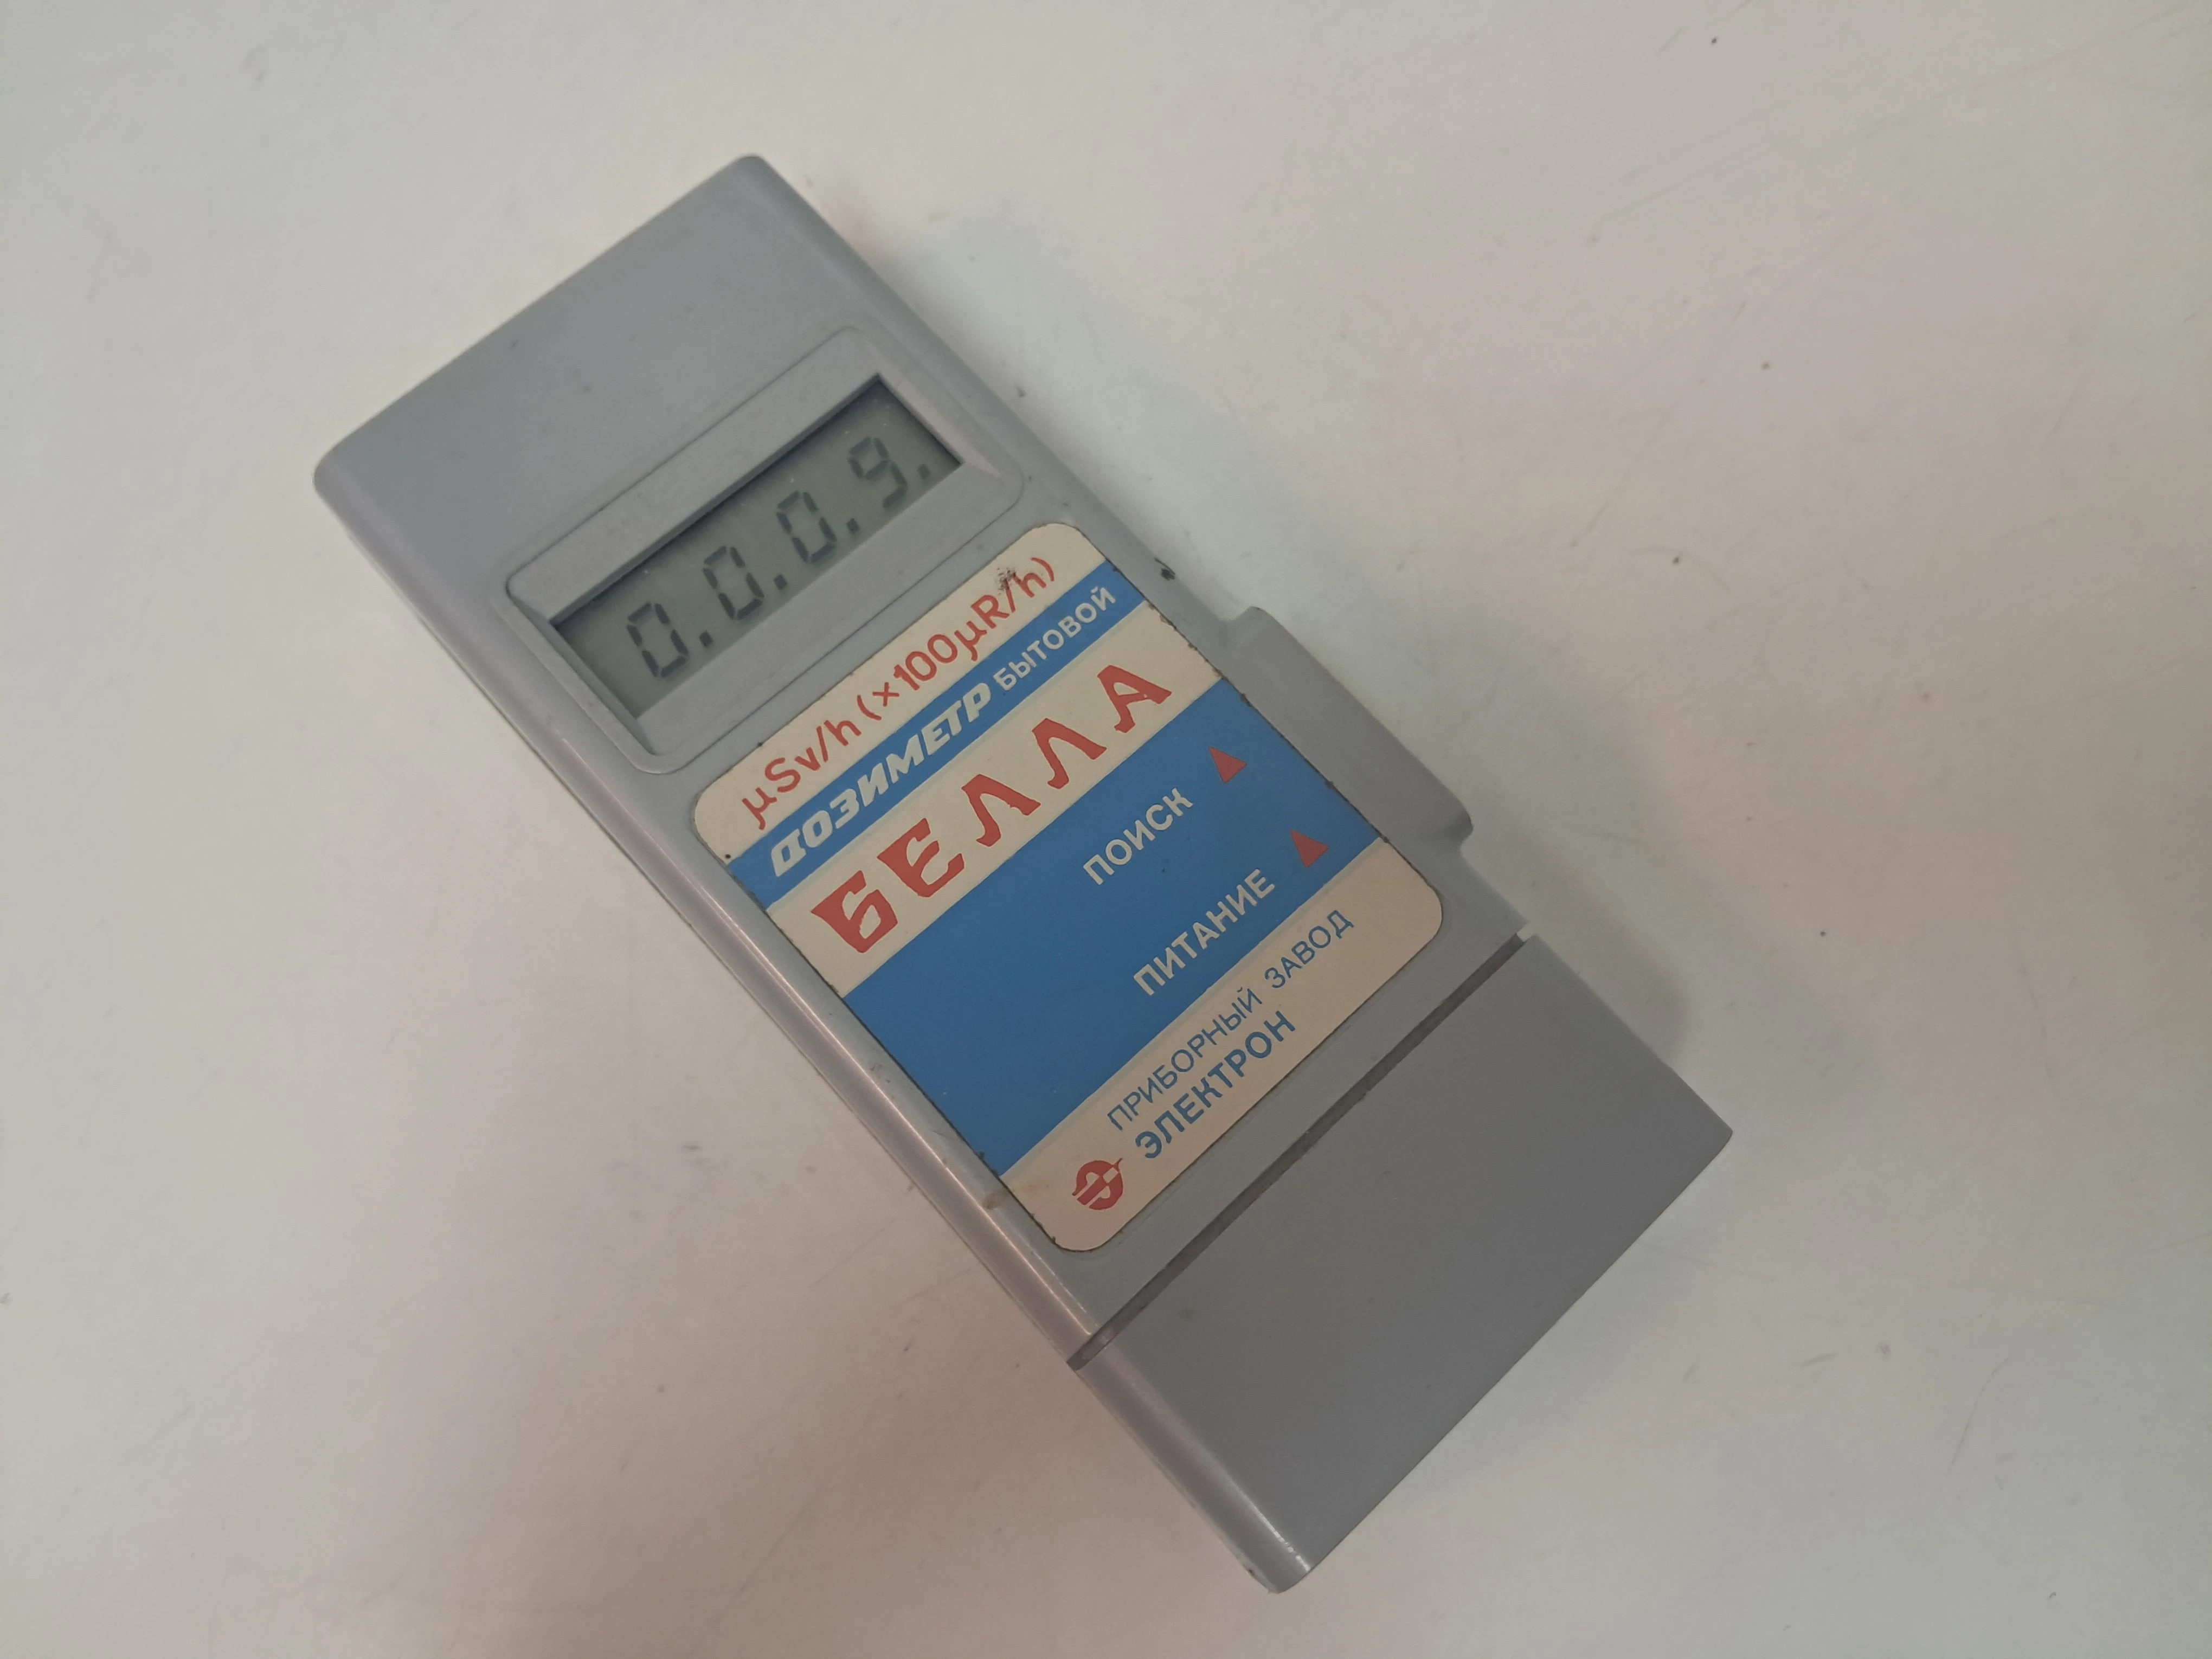 0.0.0.9.
µSv/h (×100µR/h)
ДОЗИМЕТР БЫТОВОЙ
БЕЛЛА
ПОИСК
ПИТАНИЕ
ПРИБОРНЫЙ ЗАВОД
ЭЛЕКТРОН